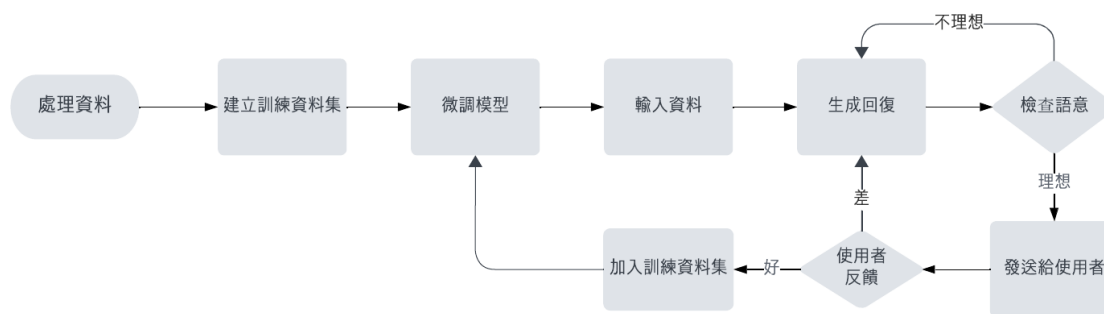 不理想
處理資料
建立訓練資料集
微調模型
輸入資料
生成回復
檢查語意
理想
差
加入訓練資料集
好
使用者
反饋
發送給使用者